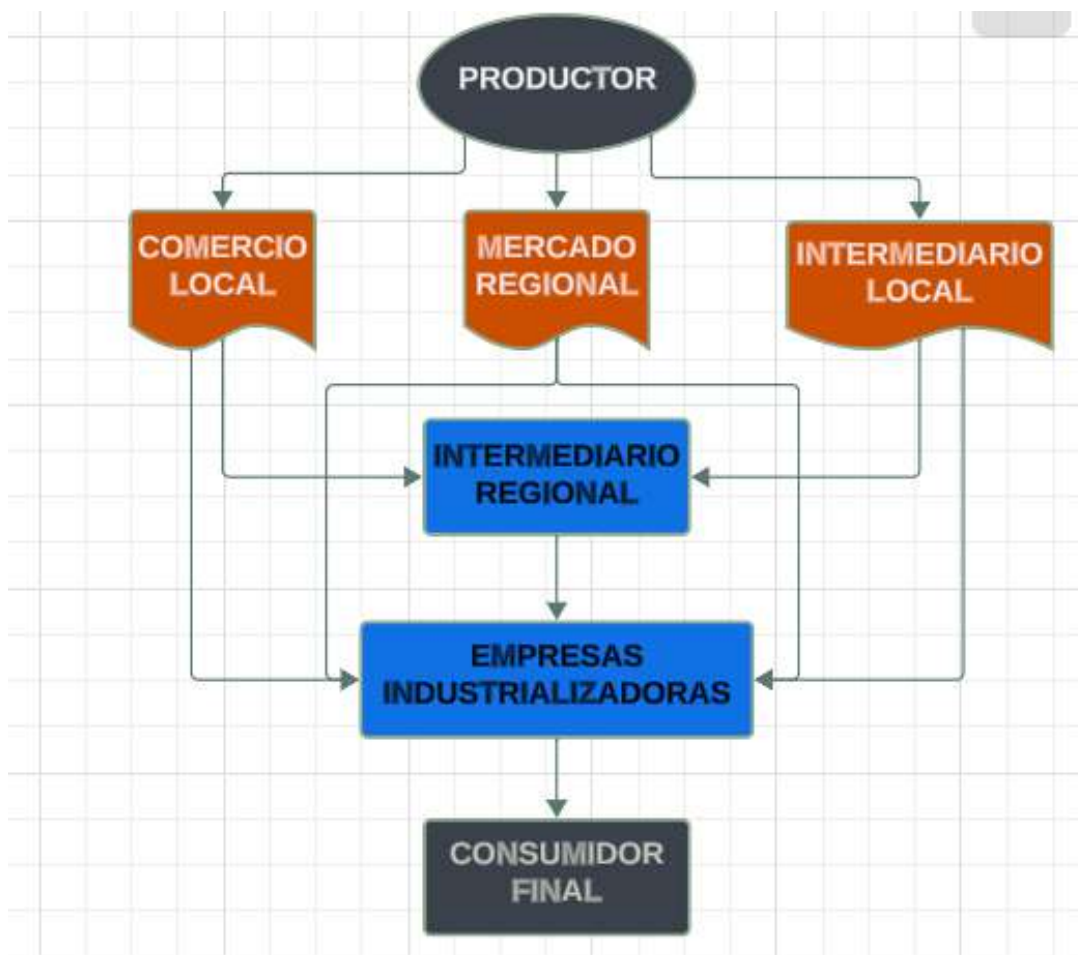 PRODUCTOR
COMERCIO
LOCAL
MERCADO
REGIONAL
INTERMEDIARIO
LOCAL
INTERMEDIARIO
REGIONAL
EMPRESAS
INDUSTRIALIZADORAS
CONSUMIDOR
FINAL